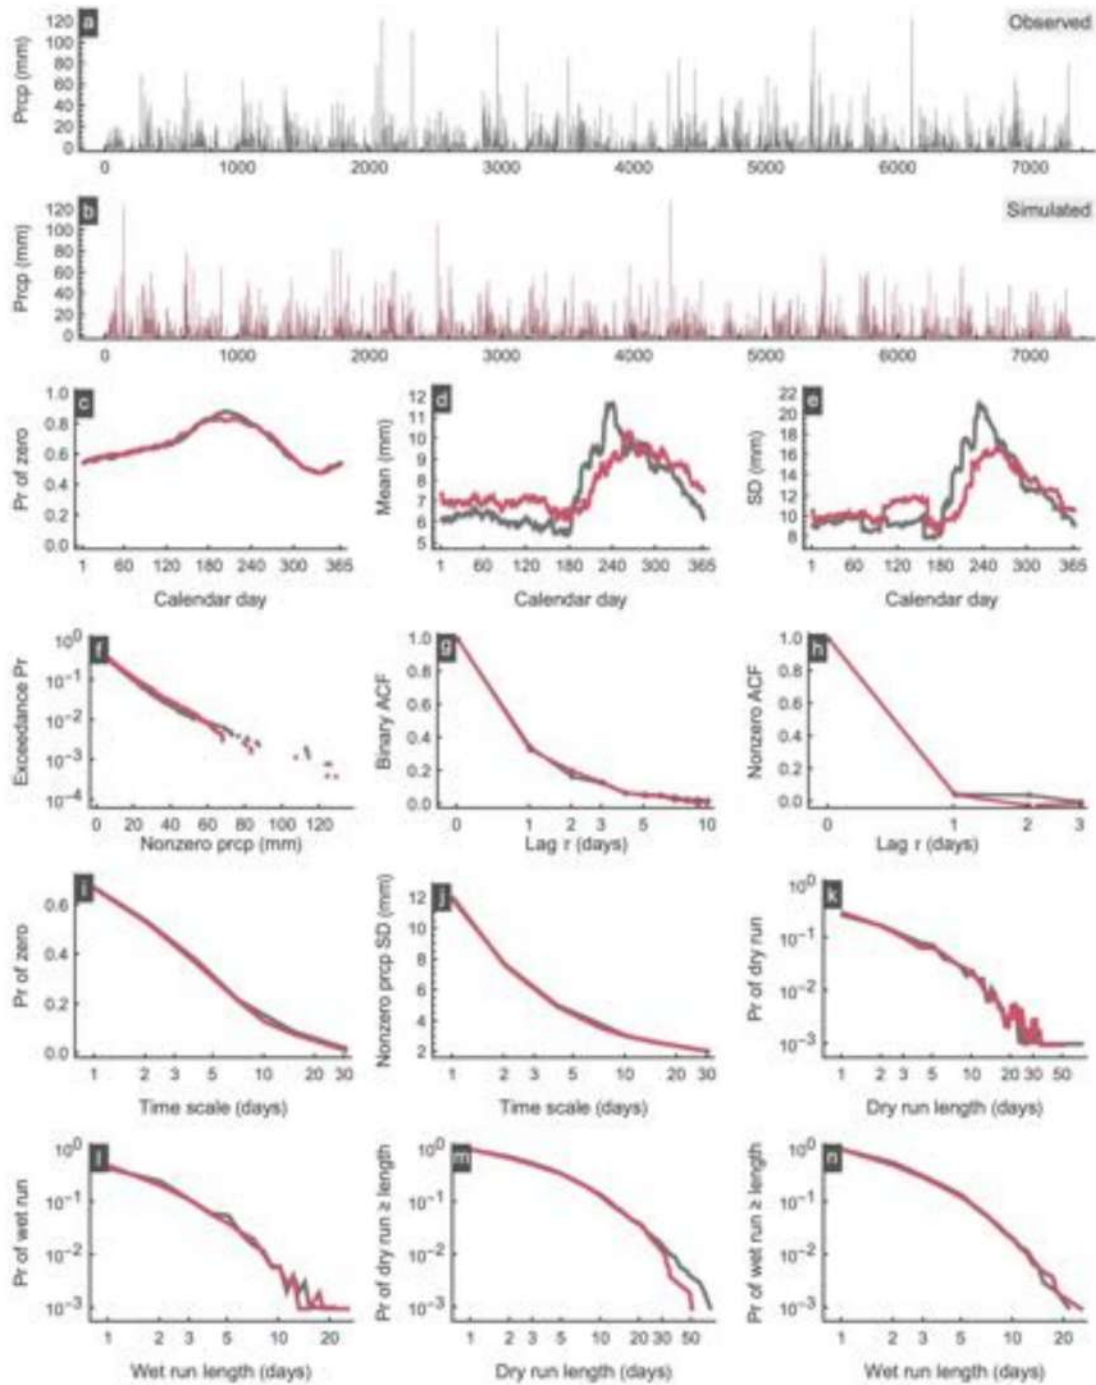 a
Observed
Prcp (mm)
120
100
80
60
40
20
0
0 1000 2000 3000 4000 5000 6000 7000
b
Simulated
Prcp (mm)
120
100
80
60
40
20
0
0 1000 2000 3000 4000 5000 6000 7000
c
Pr of zero
1.0
0.8
0.6
0.4
0.2
0.0
1 60 120 180 240 300 365
Calendar day
d
Mean (mm)
12
11
10
9
8
7
6
5
1 60 120 180 240 300 365
Calendar day
e
SD (mm)
22
20
18
16
14
12
10
8
1 60 120 180 240 300 365
Calendar day
f
Exceedance Pr
10^0
10^-1
10^-2
10^-3
10^-4
0 20 40 60 80 100 120
Nonzero prcp (mm)
g
Binary ACF
1.0
0.8
0.6
0.4
0.2
0.0
0 1 2 3 5 10
Lag τ (days)
h
Nonzero ACF
1.0
0.8
0.6
0.4
0.2
0.0
0 1 2 3
Lag τ (days)
i
Pr of zero
0.6
0.4
0.2
0.0
1 2 3 5 10 20 30
Time scale (days)
j
Nonzero prcp SD (mm)
12
10
8
6
4
2
1 2 3 5 10 20 30
Time scale (days)
k
Pr of dry run
10^0
10^-1
10^-2
10^-3
1 2 3 5 10 20 30 50
Dry run length (days)
l
Pr of wet run
10^0
10^-1
10^-2
10^-3
1 2 3 5 10 20
Wet run length (days)
m
Pr of dry run ≥ length
10^0
10^-1
10^-2
10^-3
1 2 3 5 10 20 30 50
Dry run length (days)
n
Pr of wet run ≥ length
10^0
10^-1
10^-2
10^-3
1 2 3 5 10 20
Wet run length (days)